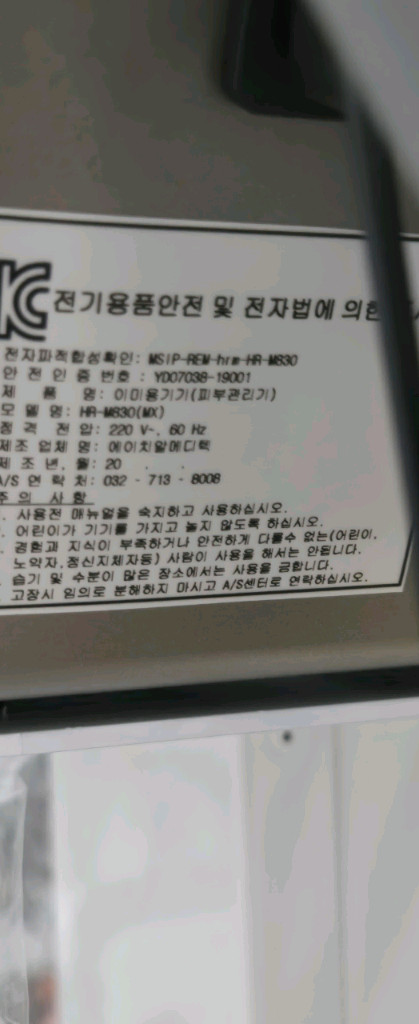 KC
전기용품안전 및 전자법에 의한
전자파적합성확인: MSIP-REM-hrm-HR-M830
안 전 인 증 번 호 : YD07038-19001
제 품 명: 이미용기기(피부관리기)
모 델 명: HR-M830(MX)
정 격 전 압: 220 V~, 60 Hz
제조 업체 명: 에이치알메디텍
제 조 년, 월: 20 . .
A/S 연 락 처: 032 - 713 - 8008
주 의 사 항
. 사용전 매뉴얼을 숙지하고 사용하십시오.
. 어린이가 기기를 가지고 놀지 않도록 하십시오.
. 경험과 지식이 부족하거나 안전하게 다룰수 없는(어린이,
노약자,정신지체자등) 사람이 사용을 해서는 안됩니다.
. 습기 및 수분이 많은 장소에서는 사용을 금합니다.
. 고장시 임의로 분해하지 마시고 A/S센터로 연락하십시오.